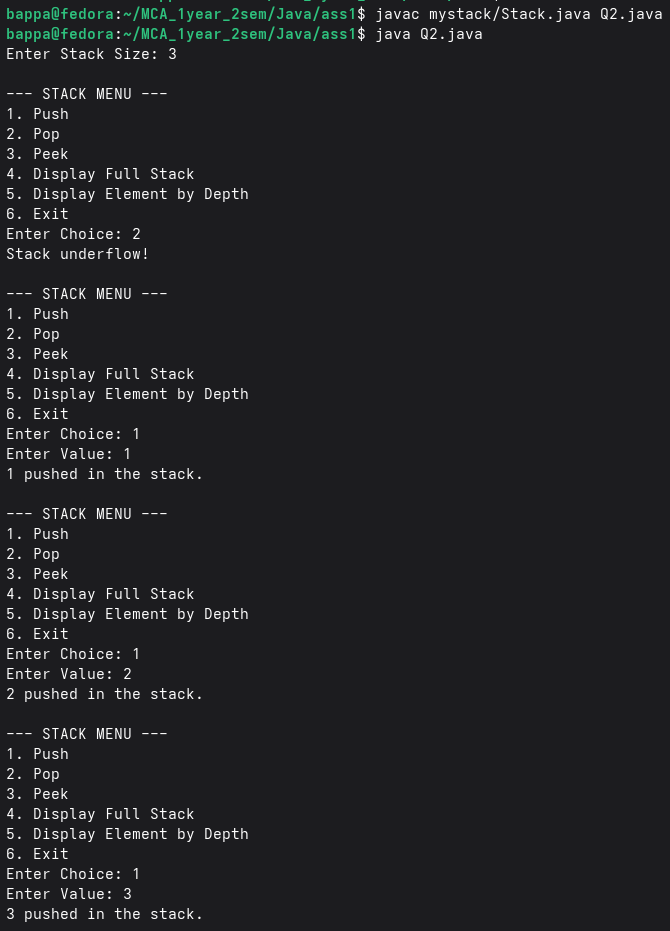 bappa@fedora:~/MCA_1year_2sem/Java/ass1$ javac mystack/Stack.java Q2.java
bappa@fedora:~/MCA_1year_2sem/Java/ass1$ java Q2.java
Enter Stack Size: 3

--- STACK MENU ---
1. Push
2. Pop
3. Peek
4. Display Full Stack
5. Display Element by Depth
6. Exit
Enter Choice: 2
Stack underflow!

--- STACK MENU ---
1. Push
2. Pop
3. Peek
4. Display Full Stack
5. Display Element by Depth
6. Exit
Enter Choice: 1
Enter Value: 1
1 pushed in the stack.

--- STACK MENU ---
1. Push
2. Pop
3. Peek
4. Display Full Stack
5. Display Element by Depth
6. Exit
Enter Choice: 1
Enter Value: 2
2 pushed in the stack.

--- STACK MENU ---
1. Push
2. Pop
3. Peek
4. Display Full Stack
5. Display Element by Depth
6. Exit
Enter Choice: 1
Enter Value: 3
3 pushed in the stack.